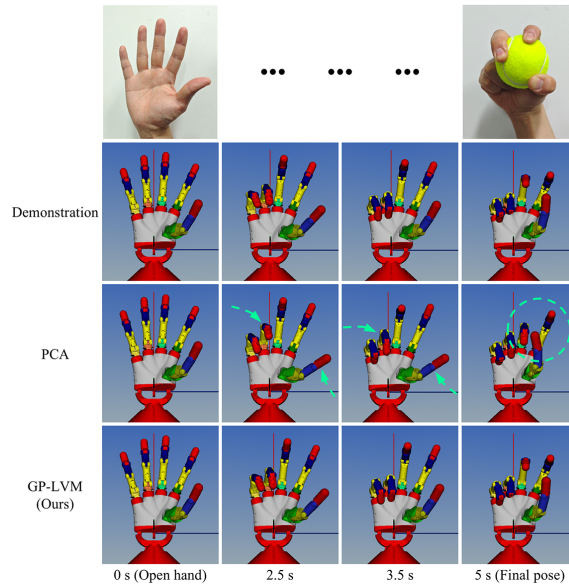 Demonstration
PCA
GP-LVM
(Ours)
0 s (Open hand)
2.5 s
3.5 s
5 s (Final pose)